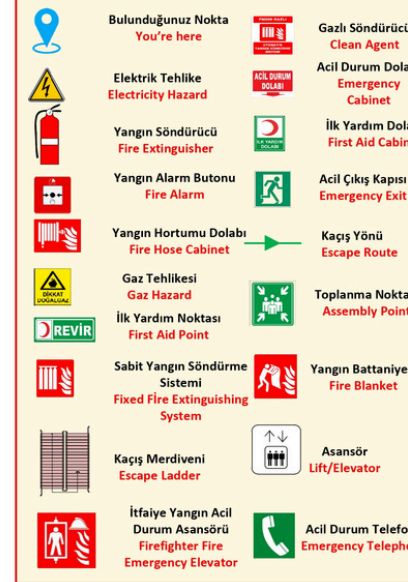 Bulunduğunuz Nokta
You're here
Elektrik Tehlike
Electricity Hazard
Yangın Söndürücü
Fire Extinguisher
Yangın Alarm Butonu
Fire Alarm
Yangın Hortumu Dolabı
Fire Hose Cabinet
DİKKAT
DOĞALGAZ
Gaz Tehlikesi
Gaz Hazard
REVİR
İlk Yardım Noktası
First Aid Point
Sabit Yangın Söndürme
Sistemi
Fixed Fİre Extinguishing
System
Kaçış Merdiveni
Escape Ladder
İtfaiye Yangın Acil
Durum Asansörü
Firefighter Fire
Emergency Elevator
Gazlı Söndürücü
Clean Agent
ACİL DURUM
DOLABI
Acil Durum Dola
Emergency
Cabinet
İLK YARDIM
DOLABI
İlk Yardım Dola
First Aid Cabin
Acil Çıkış Kapısı
Emergency Exit
Kaçış Yönü
Escape Route
Toplanma Nokta
Assembly Point
Yangın Battaniye
Fire Blanket
Asansör
Lift/Elevator
Acil Durum Telefo
Emergency Telepho